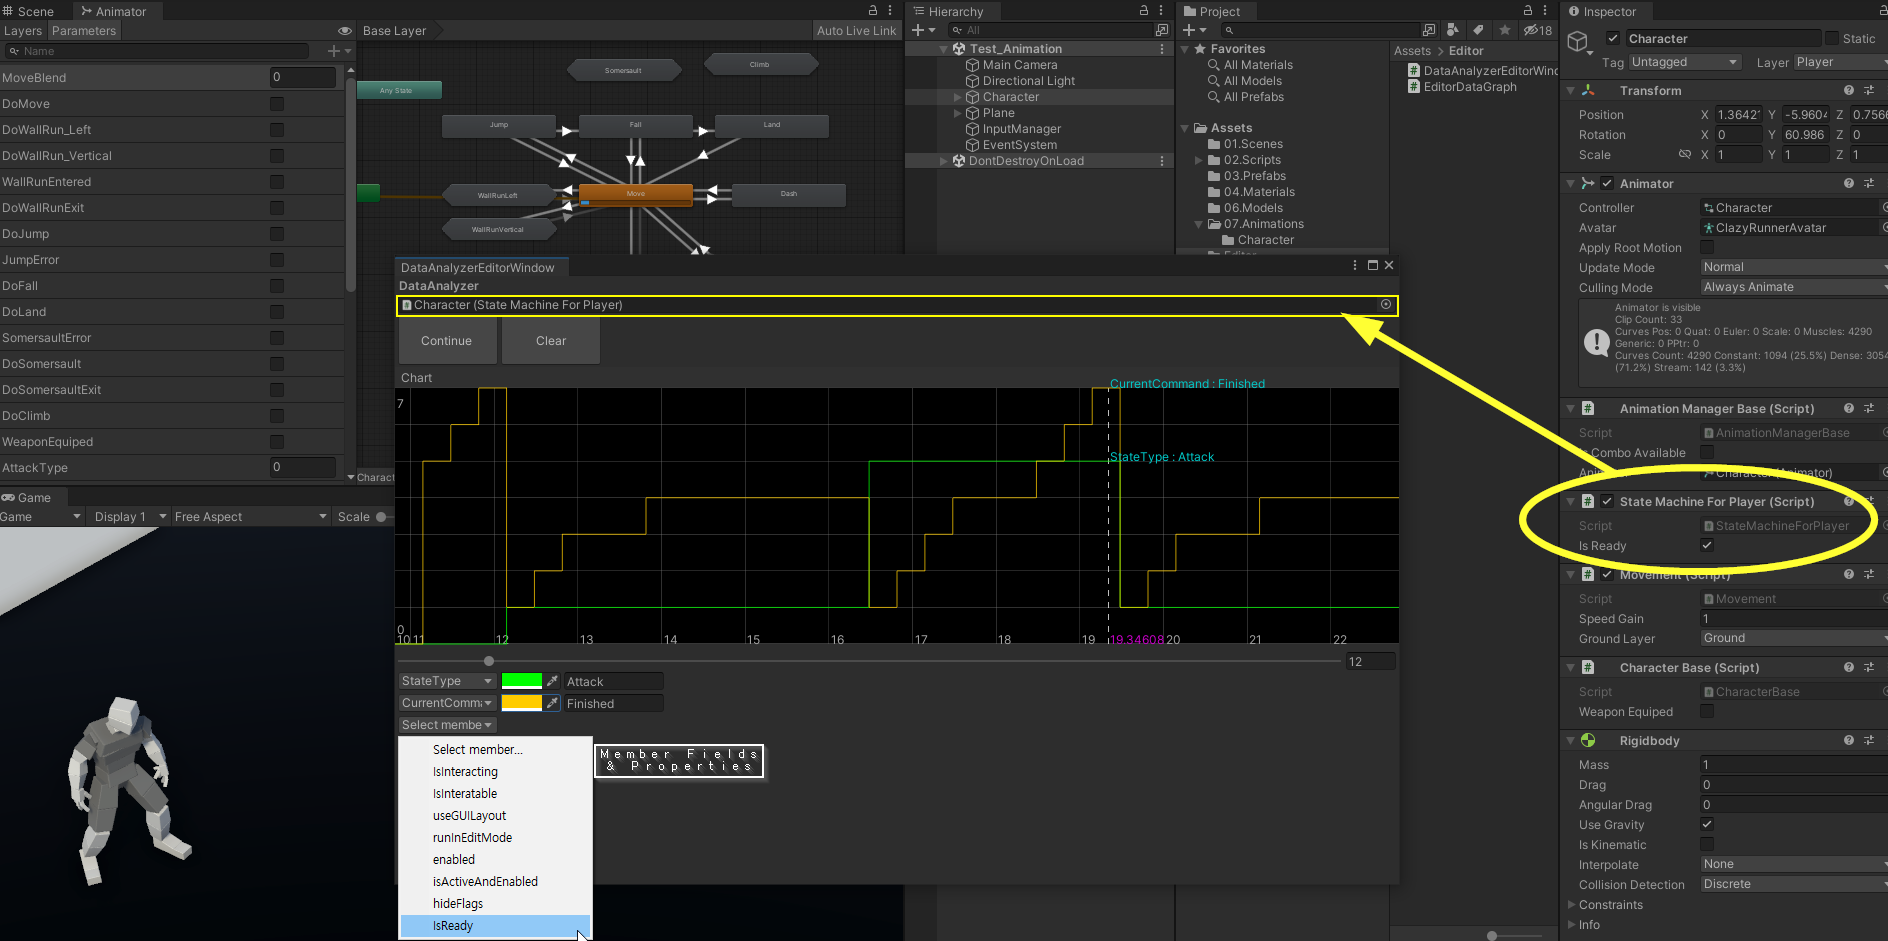 Scene
Animator
Layers
Parameters
Base Layer
Auto Live Link
Name
MoveBlend
0
DoMove
DoWallRun_Left
DoWallRun_Vertical
WallRunEntered
DoWallRunExit
DoJump
JumpError
DoFall
DoLand
SomersaultError
DoSomersault
DoSomersaultExit
DoClimb
WeaponEquiped
AttackType
0
Any State
Somersault
Climb
Jump
Fall
Land
WallRunLeft
Move
Dash
WallRunVertical
Charact
Game
Game
Display 1
Free Aspect
Scale
Hierarchy
All
Test_Animation
Main Camera
Directional Light
Character
Plane
InputManager
EventSystem
DontDestroyOnLoad
Project
18
Favorites
All Materials
All Models
All Prefabs
Assets
01.Scenes
02.Scripts
03.Prefabs
04.Materials
06.Models
07.Animations
Character
Editor
Assets
Editor
DataAnalyzerEditorWind
EditorDataGraph
DataAnalyzerEditorWindow
DataAnalyzer
Character (State Machine For Player)
Continue
Clear
Chart
7
0
CurrentCommand : Finished
StateType : Attack
10
11
12
13
14
15
16
17
18
19
19.34608
20
21
22
12
StateType
Attack
CurrentComma
Finished
Select membe
Select member...
IsInteracting
IsInteratable
useGUILayout
runInEditMode
enabled
isActiveAndEnabled
hideFlags
IsReady
Member Fields
& Properties
Inspector
Character
Static
Tag
Untagged
Layer
Player
Transform
Position
X
1.3642
Y
-5.9604
Z
0.7566
Rotation
X
0
Y
60.986
Z
0
Scale
X
1
Y
1
Z
1
Animator
Controller
Character
Avatar
ClazyRunnerAvatar
Apply Root Motion
Update Mode
Normal
Culling Mode
Always Animate
Animator is visible
Clip Count: 33
Curves Pos: 0 Quat: 0 Euler: 0 Scale: 0 Muscles: 4290
Generic: 0 PPtr: 0
Curves Count: 4290 Constant: 1094 (25.5%) Dense: 3054
(71.2%) Stream: 142 (3.3%)
Animation Manager Base (Script)
Script
AnimationManagerBase
Is Combo Available
Anim
Character (Animator)
State Machine For Player (Script)
Script
StateMachineForPlayer
Is Ready
Movement (Script)
Script
Movement
Speed Gain
1
Ground Layer
Ground
Character Base (Script)
Script
CharacterBase
Weapon Equiped
Rigidbody
Mass
1
Drag
0
Angular Drag
0
Use Gravity
Is Kinematic
Interpolate
None
Collision Detection
Discrete
Constraints
Info